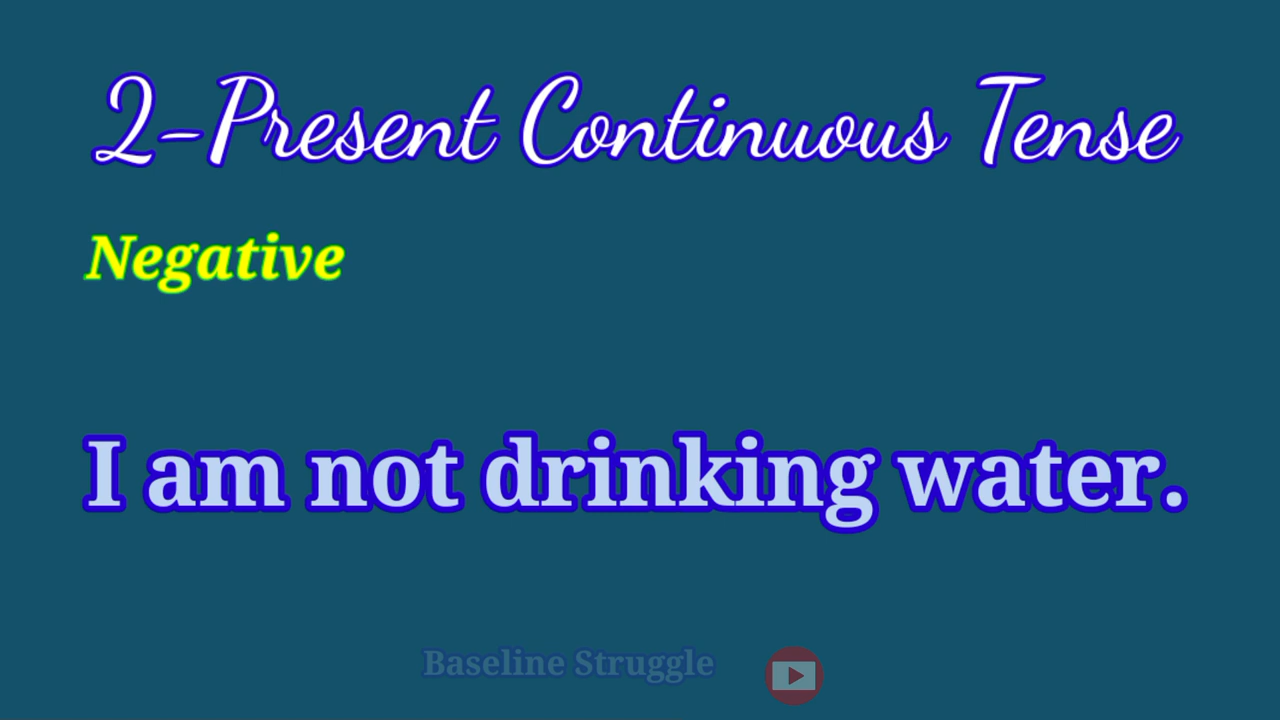 2-Present Continuous Tense
Negative
I am not drinking water.
Baseline Struggle